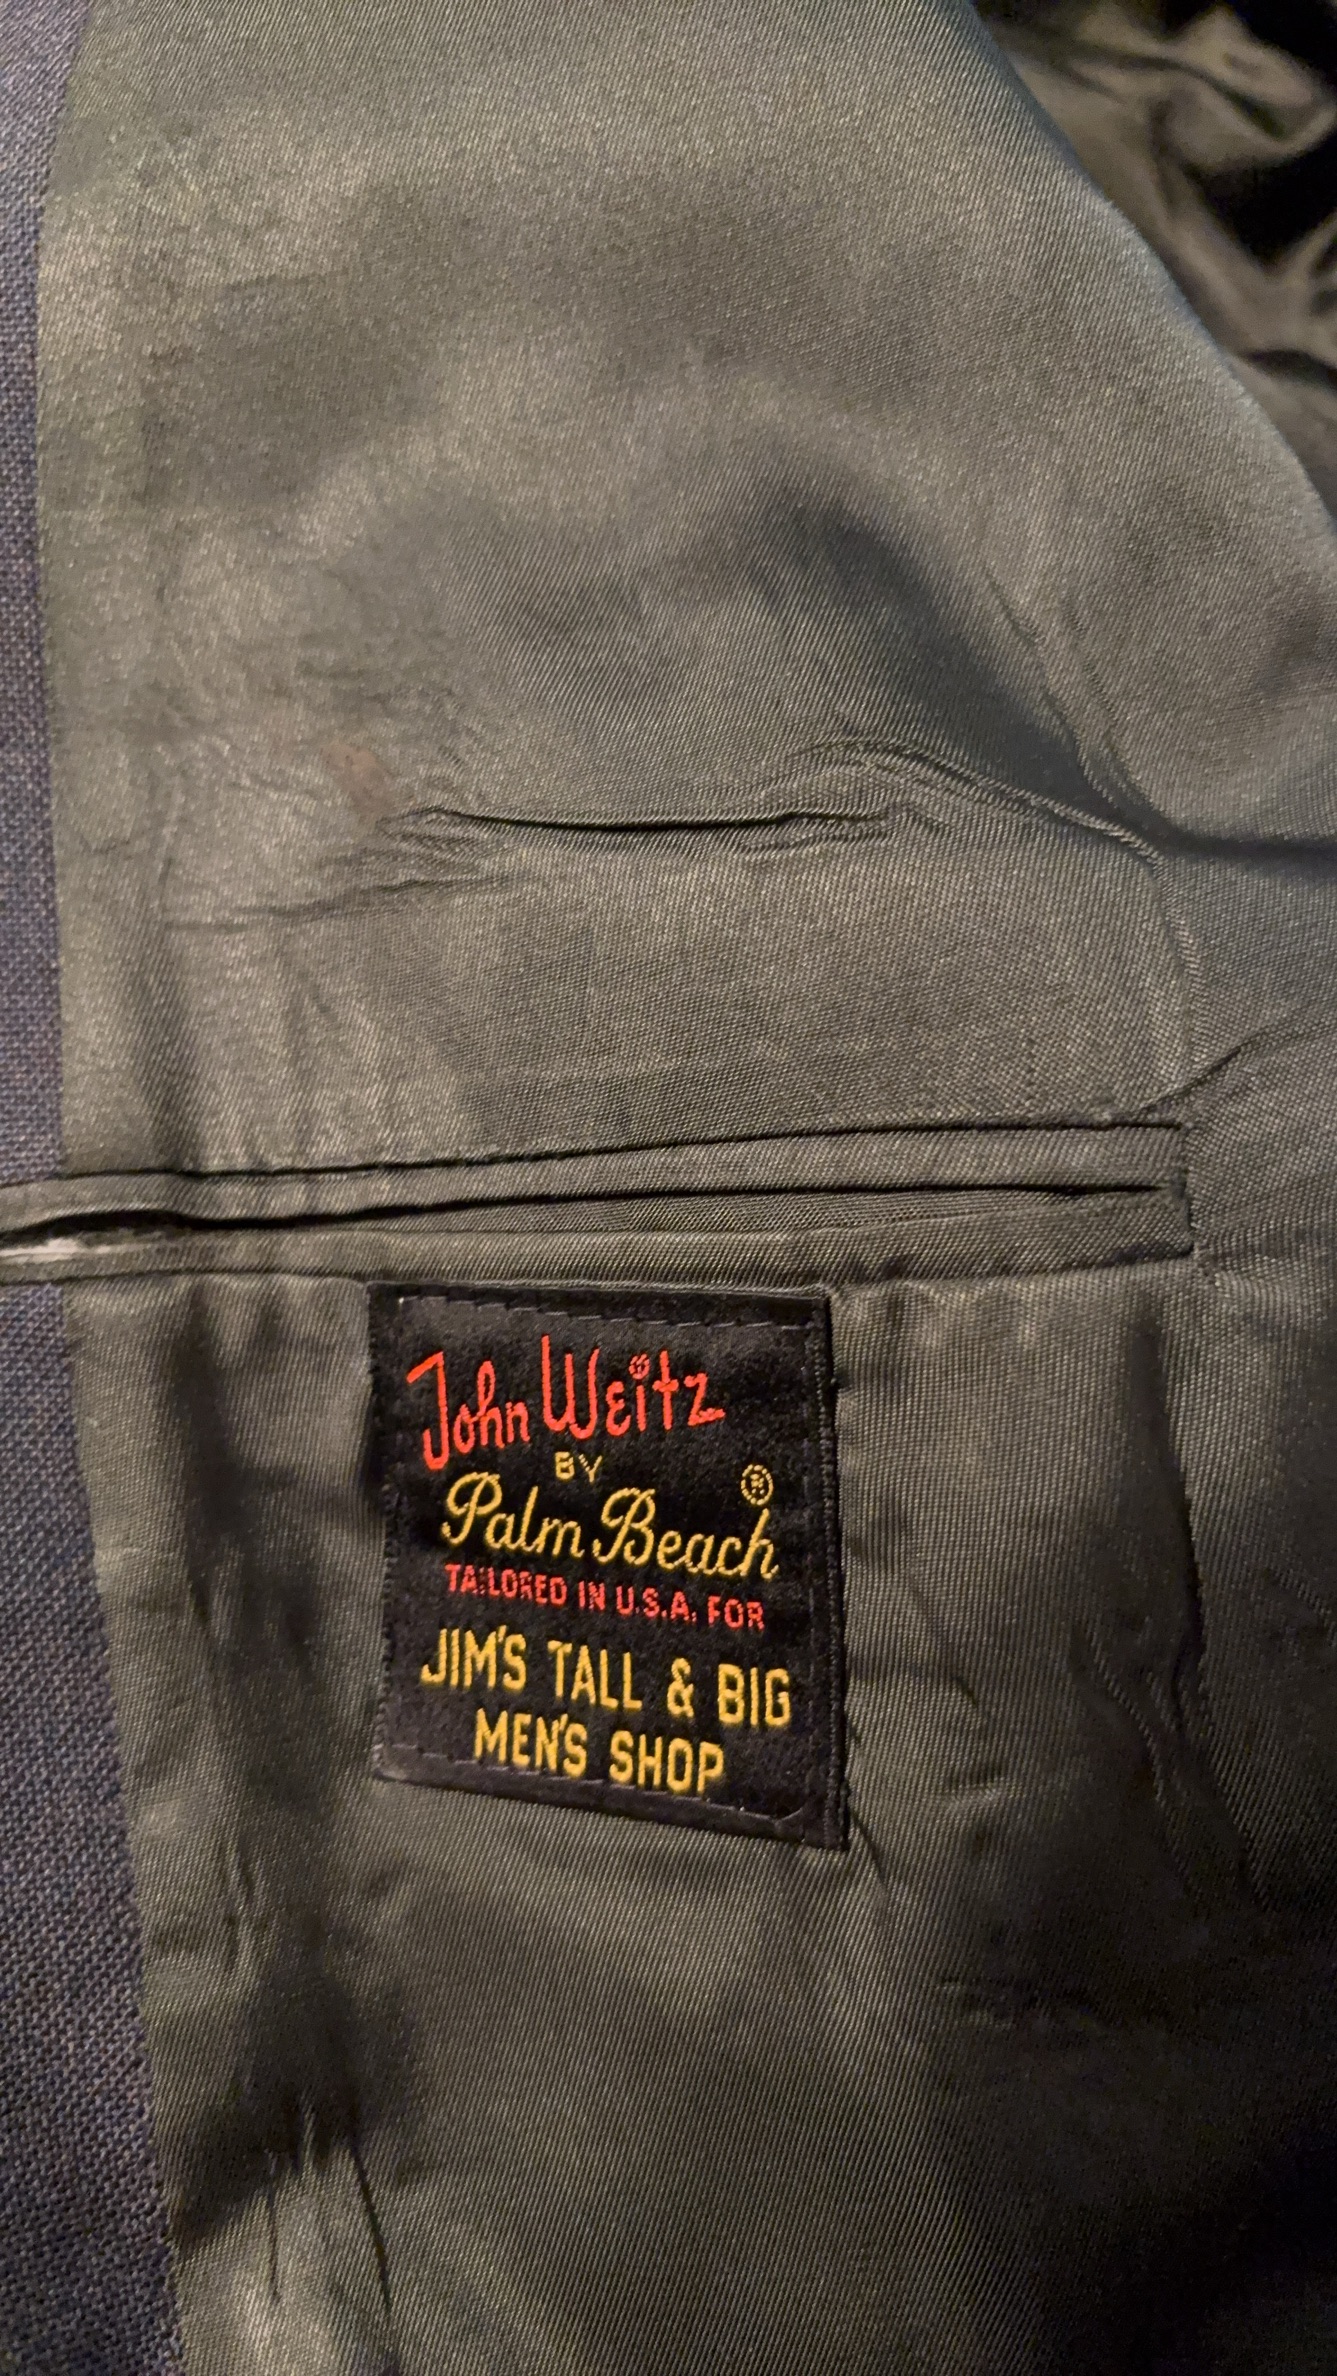 John Weitz
BY
Palm Beach ®
TAILORED IN U.S.A. FOR
JIM'S TALL & BIG
MEN'S SHOP